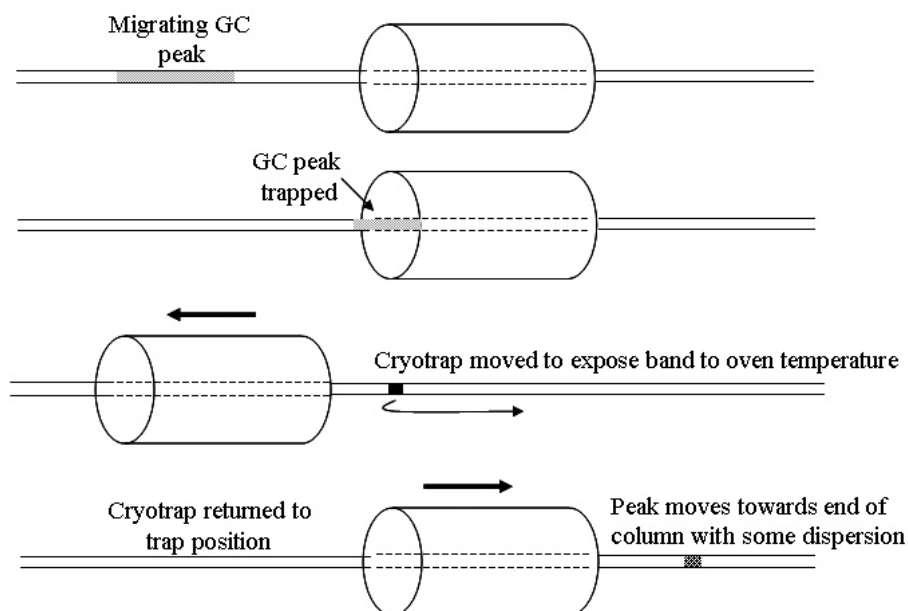 Migrating GC
peak
GC peak
trapped
Cryotrap moved to expose band to oven temperature
Cryotrap returned to
trap position
Peak moves towards end of
column with some dispersion